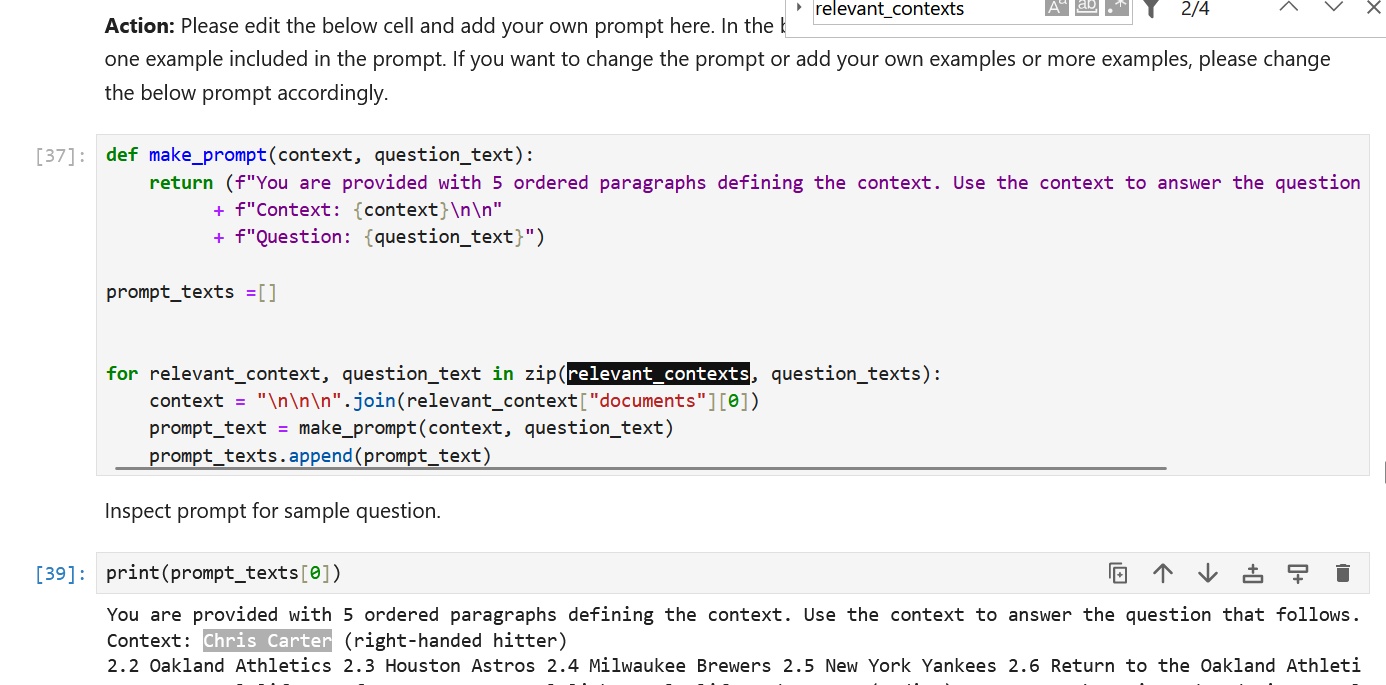 relevant_contexts
2/4
Action: Please edit the below cell and add your own prompt here. In the
one example included in the prompt. If you want to change the prompt or add your own examples or more examples, please change
the below prompt accordingly.
[37]:
def make_prompt(context, question_text):
    return (f"You are provided with 5 ordered paragraphs defining the context. Use the context to answer the question
          + f"Context: {context}\n\n"
          + f"Question: {question_text}")
prompt_texts =[]
for relevant_context, question_text in zip(relevant_contexts, question_texts):
    context = "\n\n\n".join(relevant_context["documents"][0])
    prompt_text = make_prompt(context, question_text)
    prompt_texts.append(prompt_text)
Inspect prompt for sample question.
[39]:
print(prompt_texts[0])
You are provided with 5 ordered paragraphs defining the context. Use the context to answer the question that follows.
Context: Chris Carter (right-handed hitter)
2.2 Oakland Athletics 2.3 Houston Astros 2.4 Milwaukee Brewers 2.5 New York Yankees 2.6 Return to the Oakland Athleti